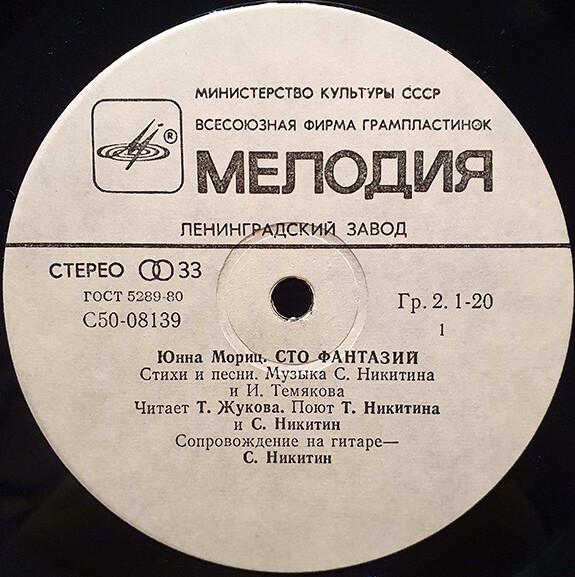 МИНИСТЕРСТВО КУЛЬТУРЫ СССР
ВСЕСОЮЗНАЯ ФИРМА ГРАМПЛАСТИНОК
®
МЕЛОДИЯ
ЛЕНИНГРАДСКИЙ ЗАВОД
СТЕРЕО 33
ГОСТ 5289-80
С50-08139
Гр. 2. 1-20
1
Юнна Мориц. СТО ФАНТАЗИЙ
Стихи и песни. Музыка С. Никитина
и И. Темякова
Читает Т. Жукова. Поют Т. Никитина
и С. Никитин
Сопровождение на гитаре—
С. Никитин